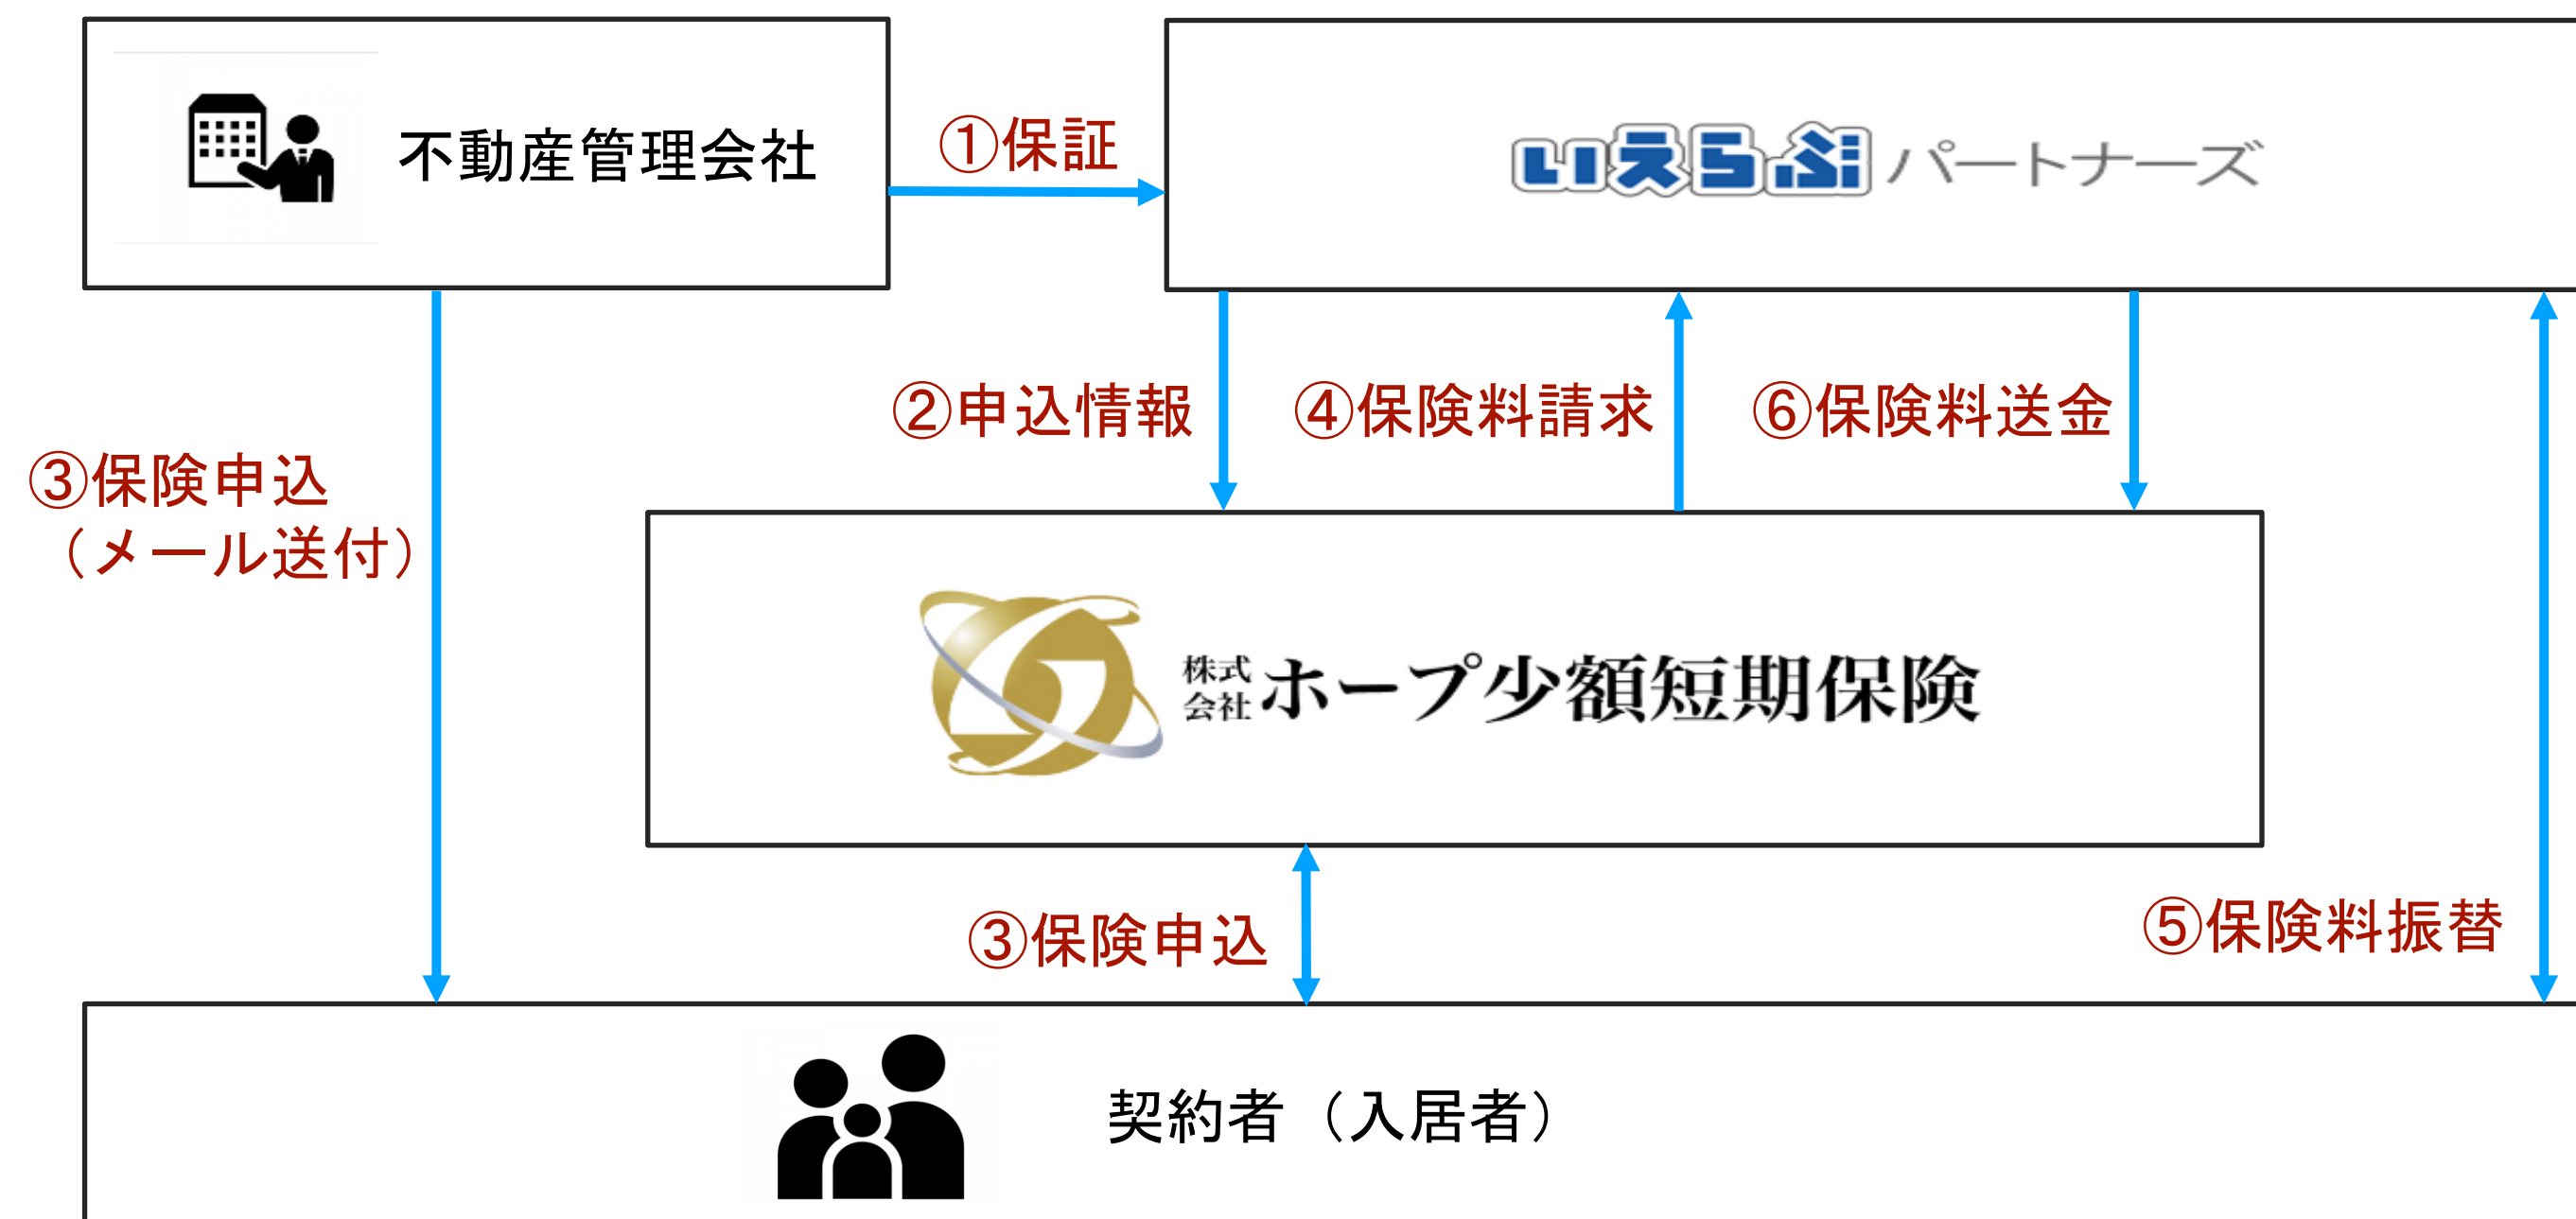 不動産管理会社
①保証
いえらぶ パートナーズ
②申込情報
④保険料請求
⑥保険料送金
③保険申込
（メール送付）
株式会社 ホープ少額短期保険
③保険申込
⑤保険料振替
契約者（入居者）